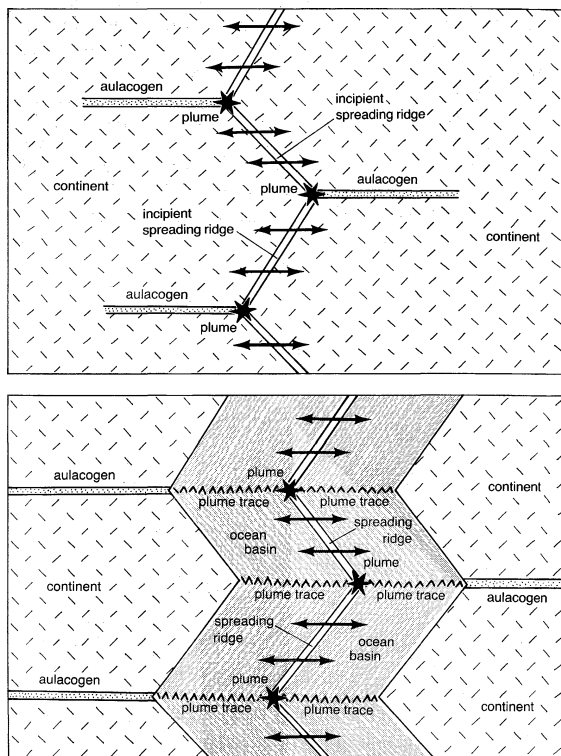 aulacogen
plume
incipient
spreading ridge
continent
plume
aulacogen
incipient
spreading ridge
continent
aulacogen
plume
aulacogen
plume
continent
plume trace
plume trace
ocean
basin
spreading
ridge
plume
continent
plume trace
plume trace
aulacogen
spreading
ridge
ocean
basin
aulacogen
plume
plume trace
plume trace
continent